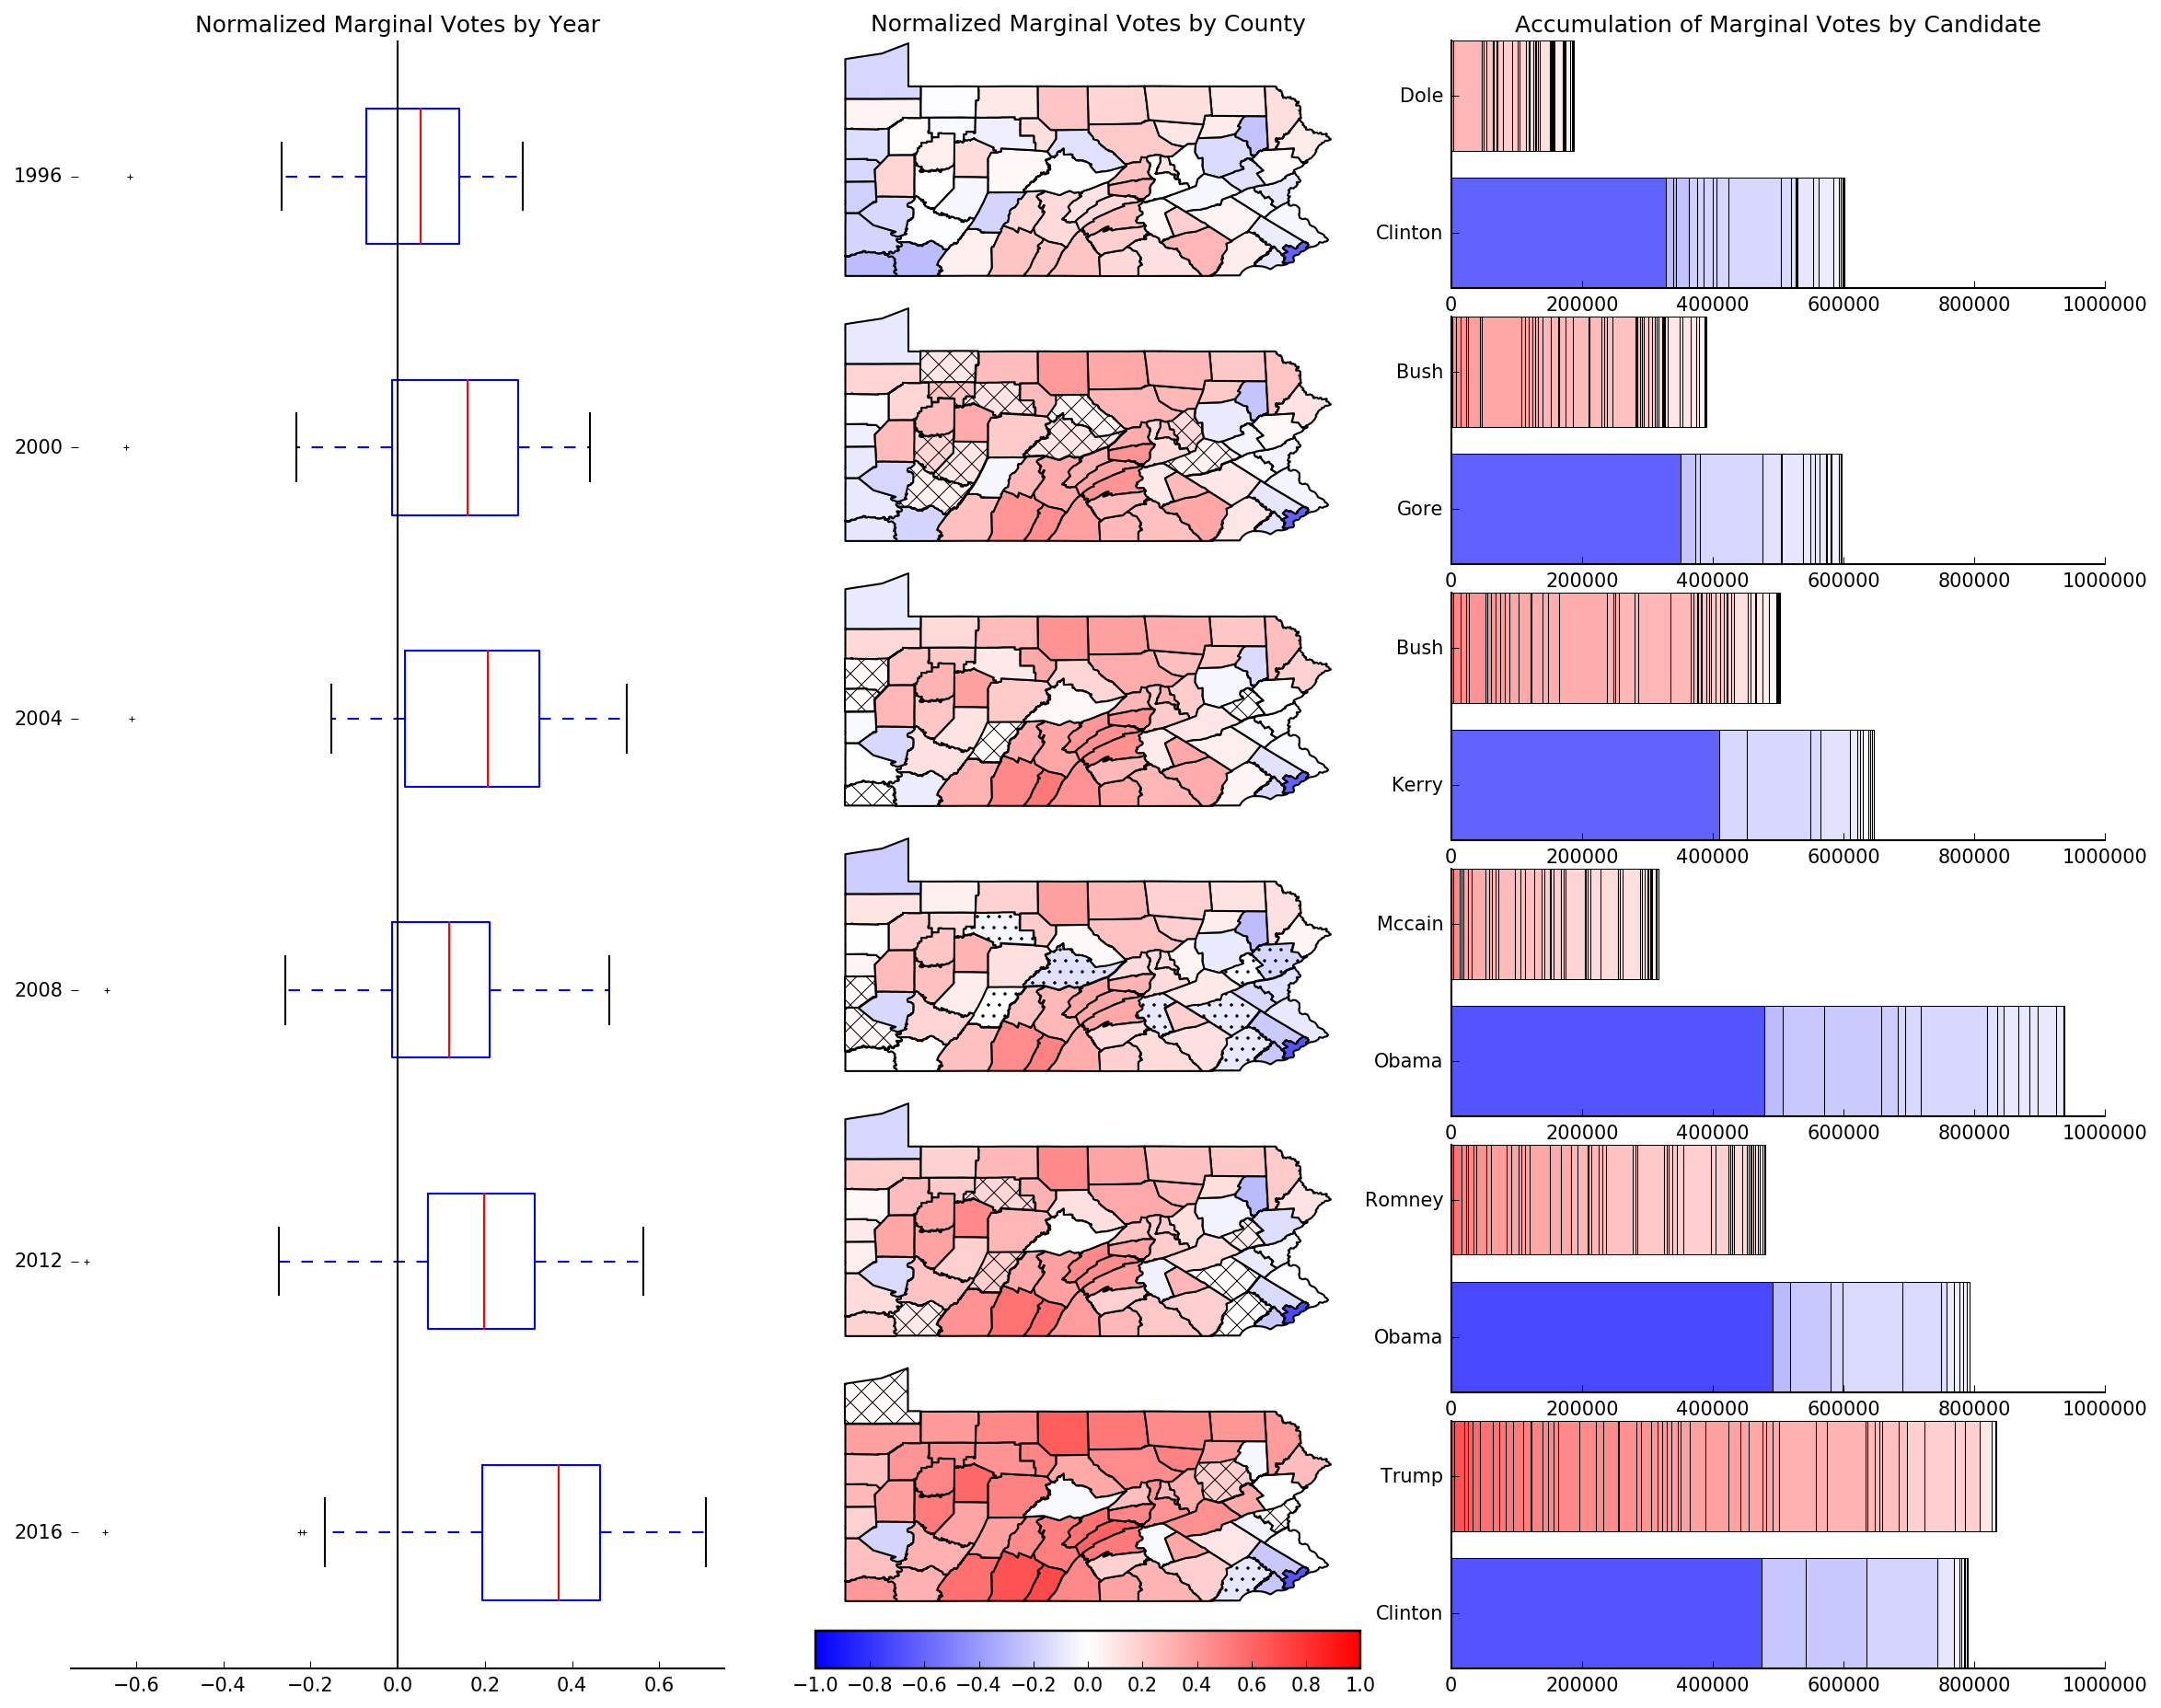 Normalized Marginal Votes by Year
1996
2000
2004
2008
2012
2016
−0.6 −0.4 −0.2 0.0 0.2 0.4 0.6
Normalized Marginal Votes by County
−1.0 −0.8 −0.6 −0.4 −0.2 0.0 0.2 0.4 0.6 0.8 1.0
Accumulation of Marginal Votes by Candidate
Dole
Clinton
0 200000 400000 600000 800000 1000000
Bush
Gore
0 200000 400000 600000 800000 1000000
Bush
Kerry
0 200000 400000 600000 800000 1000000
Mccain
Obama
0 200000 400000 600000 800000 1000000
Romney
Obama
0 200000 400000 600000 800000 1000000
Trump
Clinton
0 200000 400000 600000 800000 1000000